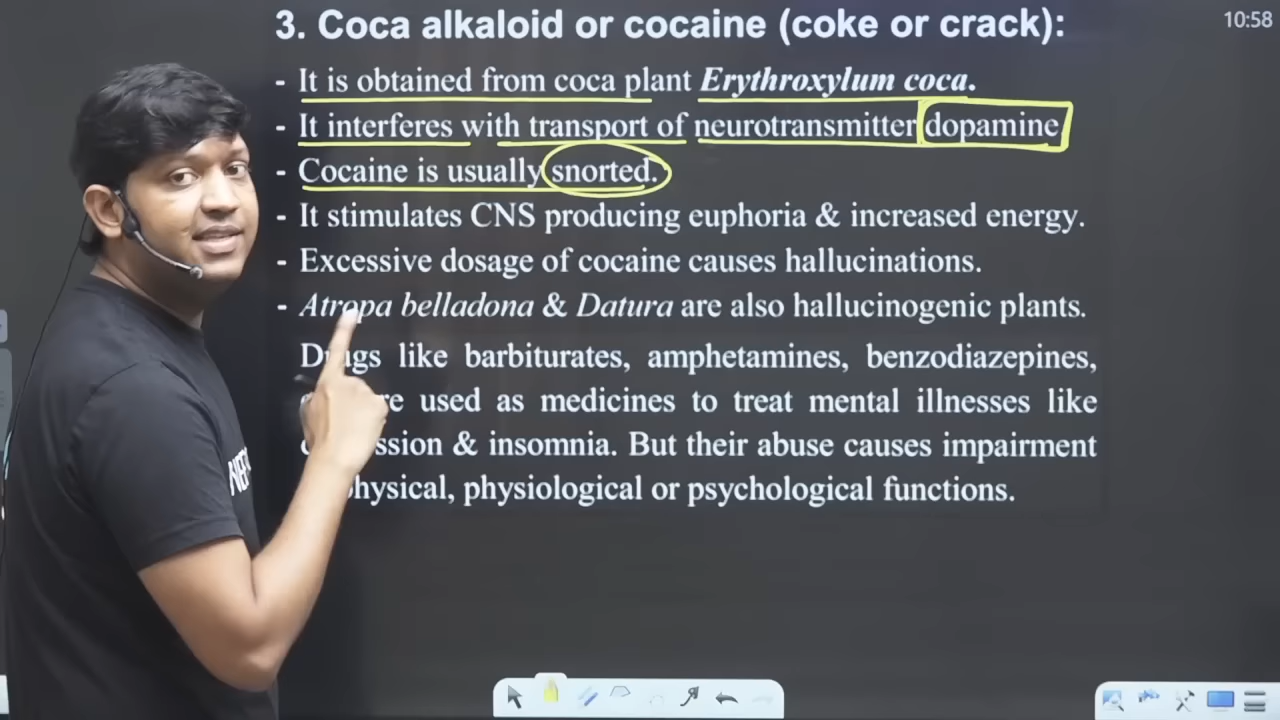 10:58
3. Coca alkaloid or cocaine (coke or crack):
- It is obtained from coca plant Erythroxylum coca.
- It interferes with transport of neurotransmitter dopamine
- Cocaine is usually snorted.
- It stimulates CNS producing euphoria & increased energy.
- Excessive dosage of cocaine causes hallucinations.
- Atropa belladona & Datura are also hallucinogenic plants.
Drugs like barbiturates, amphetamines, benzodiazepines,
used as medicines to treat mental illnesses like
& insomnia. But their abuse causes impairment
physical, physiological or psychological functions.